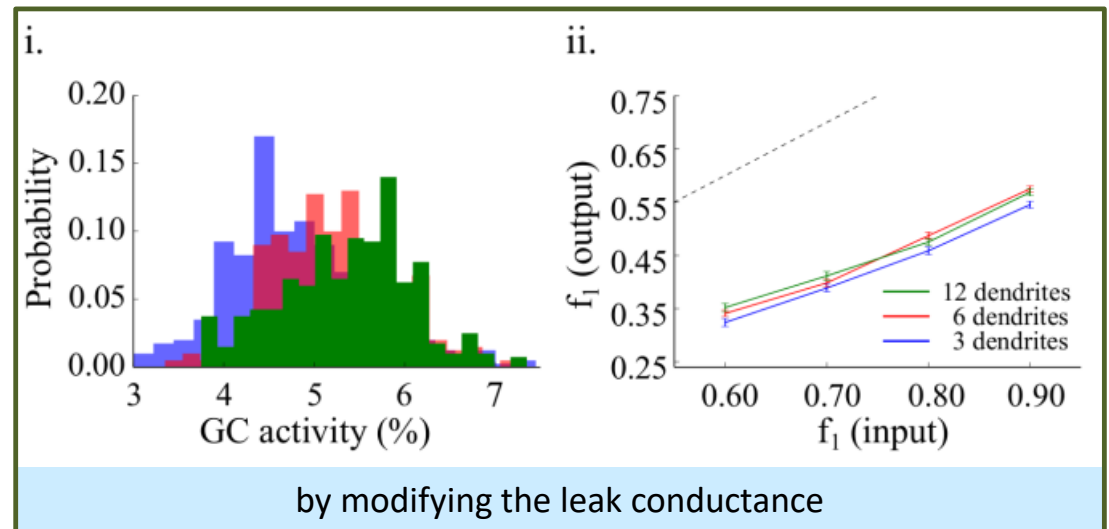 i.
0.20
0.15
0.10
0.05
0.00
Probability
3 4 5 6 7
GC activity (%)
ii.
0.75
0.65
0.55
0.45
0.35
0.25
f₁ (output)
12 dendrites
6 dendrites
3 dendrites
0.60 0.70 0.80 0.90
f₁ (input)
by modifying the leak conductance